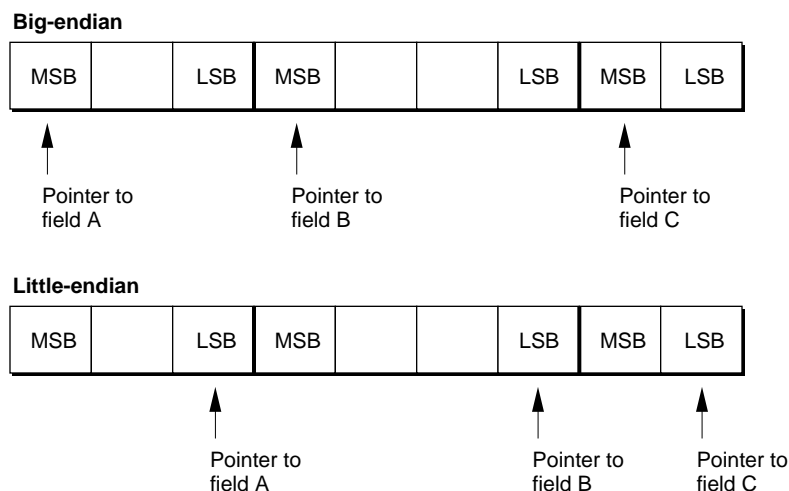 Big-endian
MSB LSB MSB LSB MSB LSB
Pointer to field A
Pointer to field B
Pointer to field C
Little-endian
MSB LSB MSB LSB MSB LSB
Pointer to field A
Pointer to field B
Pointer to field C